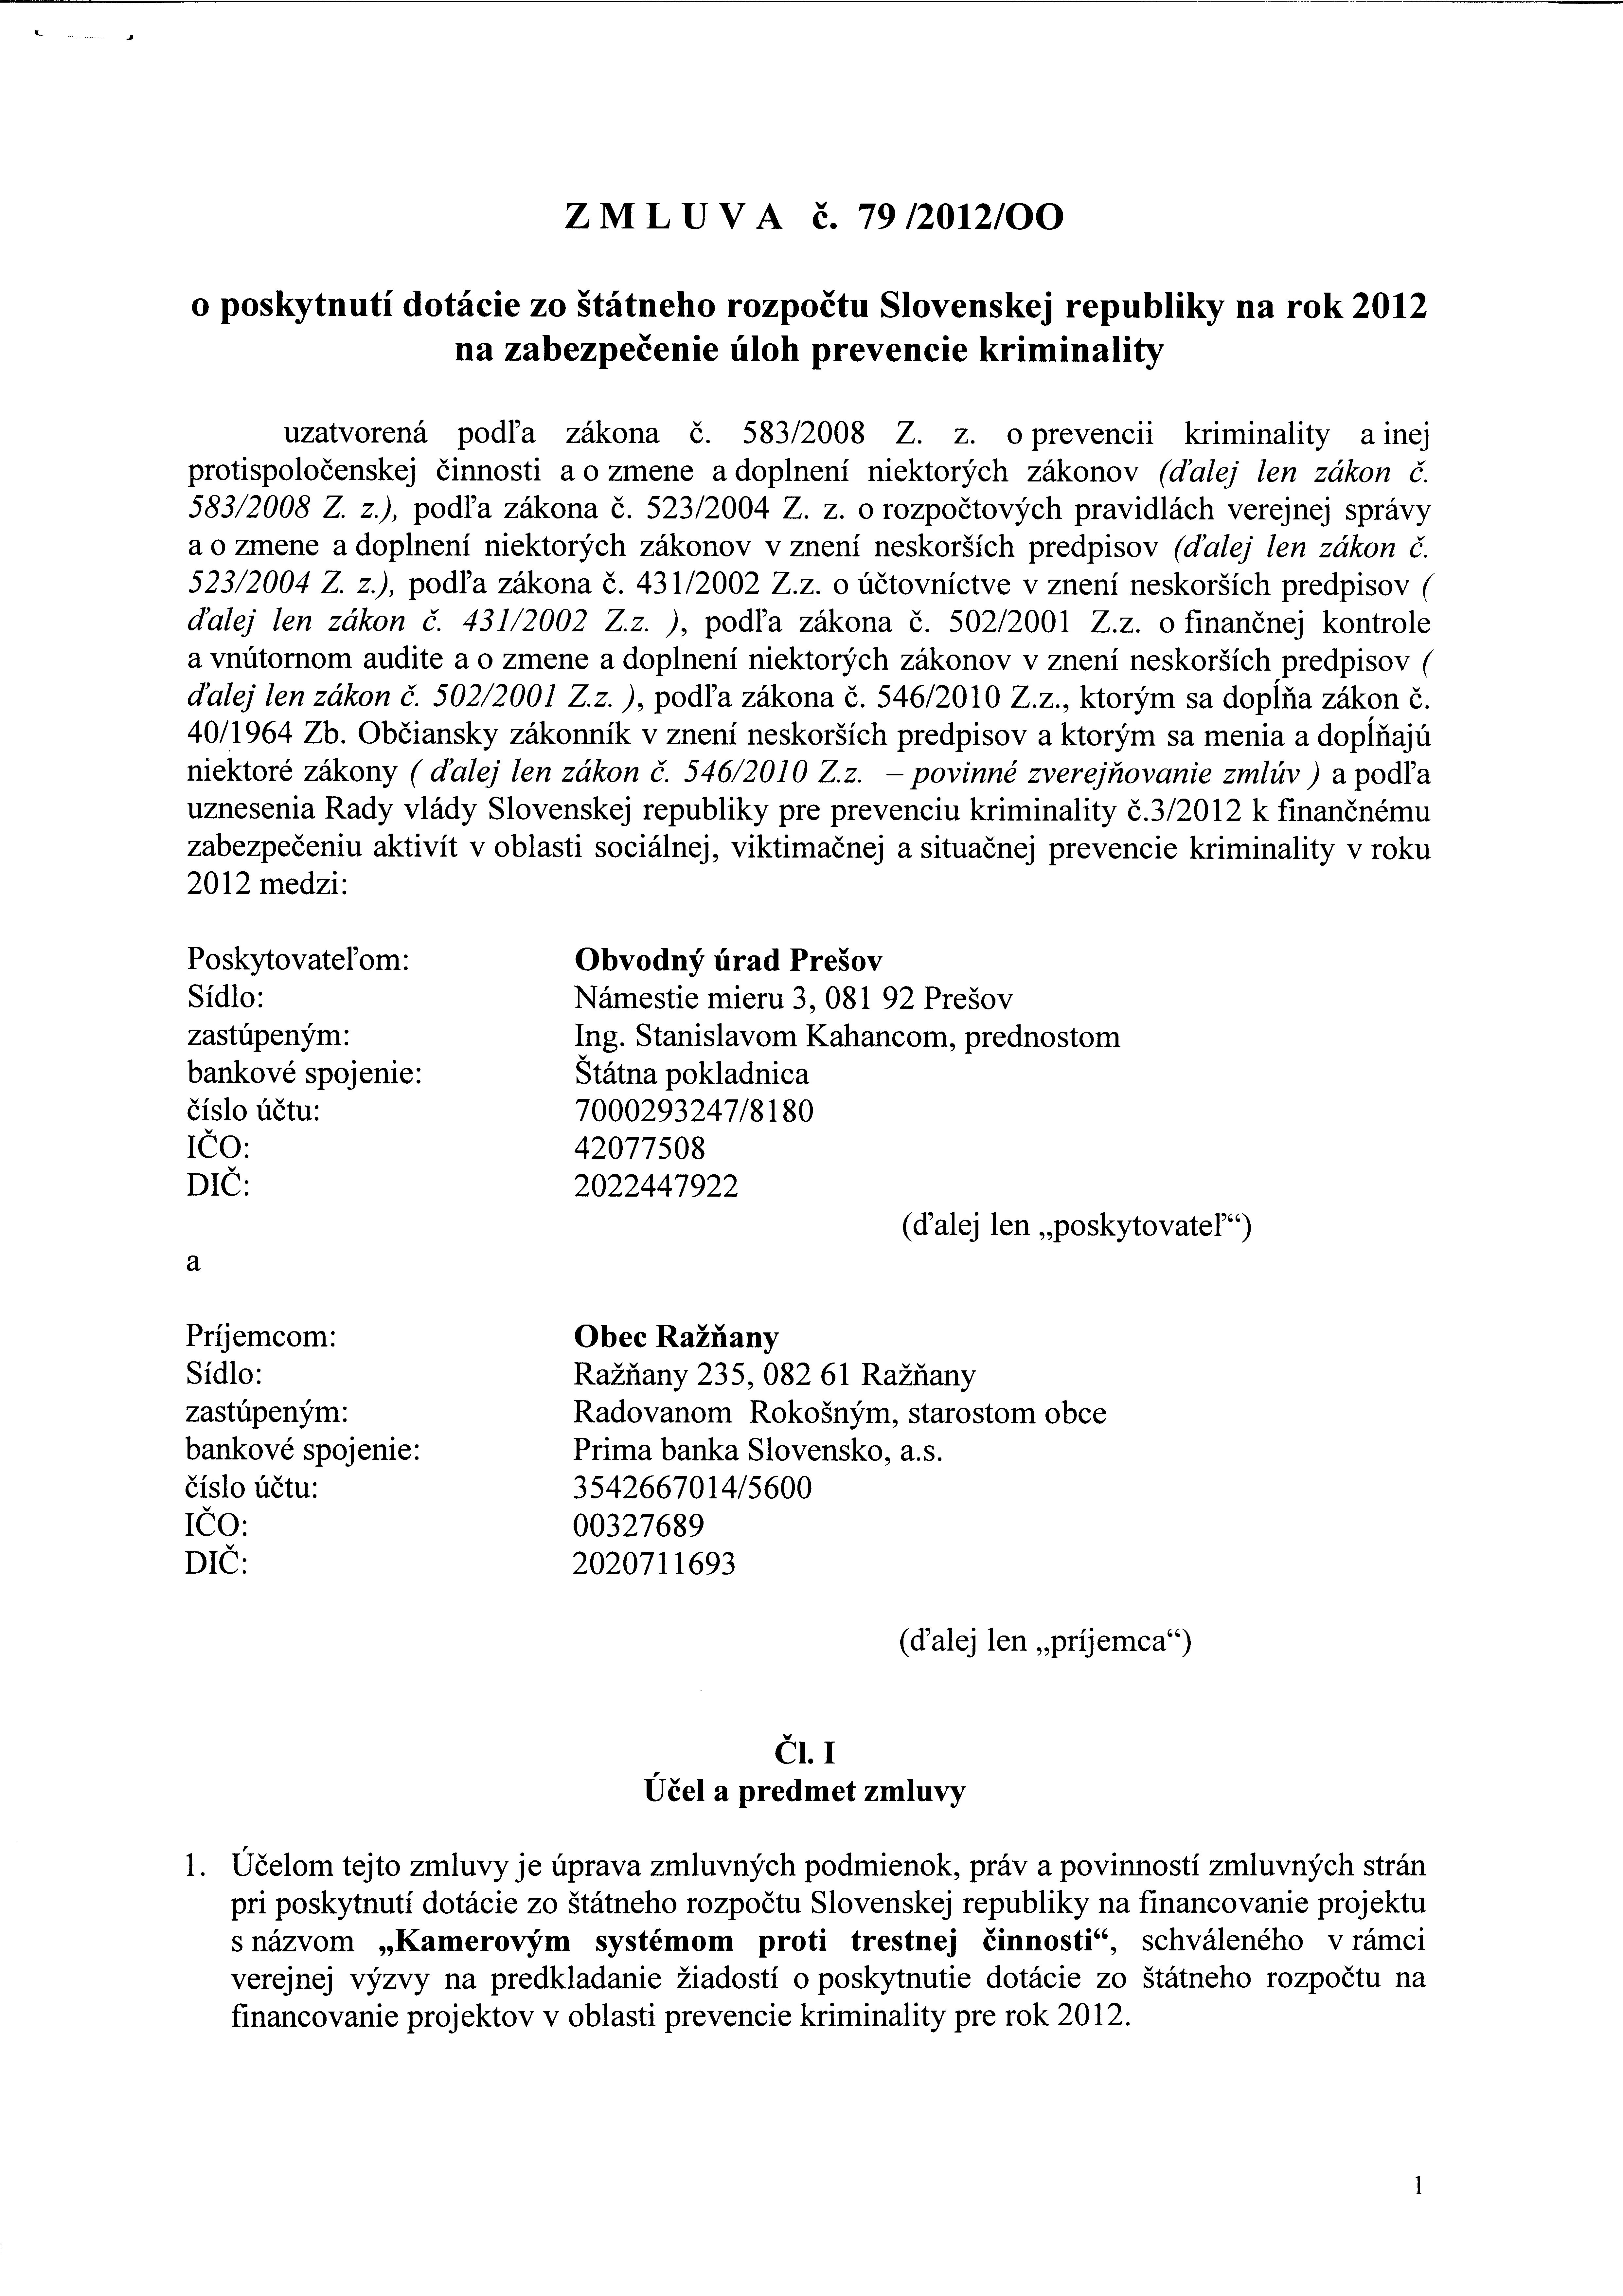 Z M L U V A č. 79 /2012/OO
o poskytnutí dotácie zo štátneho rozpočtu Slovenskej republiky na rok 2012
na zabezpečenie úloh prevencie kriminality
uzatvorená podľa zákona č. 583/2008 Z. z. o prevencii kriminality a inej
protispoločenskej činnosti a o zmene a doplnení niektorých zákonov (ďalej len zákon č.
583/2008 Z. z.), podľa zákona č. 523/2004 Z. z. o rozpočtových pravidlách verejnej správy
a o zmene a doplnení niektorých zákonov v znení neskorších predpisov (ďalej len zákon č.
523/2004 Z. z.), podľa zákona č. 431/2002 Z.z. o účtovníctve v znení neskorších predpisov (
ďalej len zákon č. 431/2002 Z.z. ), podľa zákona č. 502/2001 Z.z. o finančnej kontrole
a vnútornom audite a o zmene a doplnení niektorých zákonov v znení neskorších predpisov (
ďalej len zákon č. 502/2001 Z.z. ), podľa zákona č. 546/2010 Z.z., ktorým sa dopĺňa zákon č.
40/1964 Zb. Občiansky zákonník v znení neskorších predpisov a ktorým sa menia a dopĺňajú
niektoré zákony ( ďalej len zákon č. 546/2010 Z.z. – povinné zverejňovanie zmlúv ) a podľa
uznesenia Rady vlády Slovenskej republiky pre prevenciu kriminality č.3/2012 k finančnému
zabezpečeniu aktivít v oblasti sociálnej, viktimačnej a situačnej prevencie kriminality v roku
2012 medzi:
Poskytovateľom: Obvodný úrad Prešov
Sídlo: Námestie mieru 3, 081 92 Prešov
zastúpeným: Ing. Stanislavom Kahancom, prednostom
bankové spojenie: Štátna pokladnica
číslo účtu: 7000293247/8180
IČO: 42077508
DIČ: 2022447922
(ďalej len „poskytovateľ“)
a
Príjemcom: Obec Ražňany
Sídlo: Ražňany 235, 082 61 Ražňany
zastúpeným: Radovanom Rokošným, starostom obce
bankové spojenie: Prima banka Slovensko, a.s.
číslo účtu: 3542667014/5600
IČO: 00327689
DIČ: 2020711693
(ďalej len „príjemca“)
Čl. I
Účel a predmet zmluvy
1. Účelom tejto zmluvy je úprava zmluvných podmienok, práv a povinností zmluvných strán
pri poskytnutí dotácie zo štátneho rozpočtu Slovenskej republiky na financovanie projektu
s názvom „Kamerovým systémom proti trestnej činnosti“, schváleného v rámci
verejnej výzvy na predkladanie žiadostí o poskytnutie dotácie zo štátneho rozpočtu na
financovanie projektov v oblasti prevencie kriminality pre rok 2012.
1